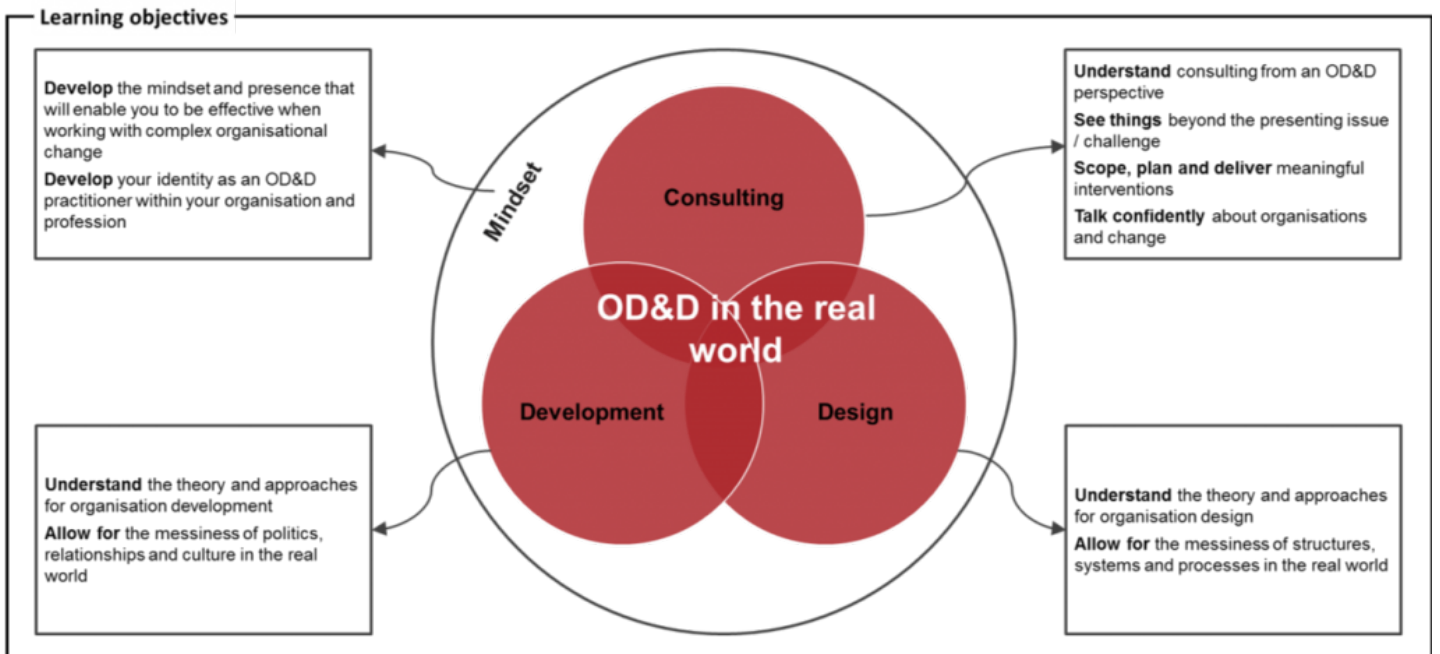 Learning objectives
Develop the mindset and presence that
will enable you to be effective when
working with complex organisational
change
Develop your identity as an OD&D
practitioner within your organisation and
profession
Understand consulting from an OD&D
perspective
See things beyond the presenting issue
/ challenge
Scope, plan and deliver meaningful
interventions
Talk confidently about organisations
and change
Mindset
Consulting
OD&D in the real
world
Development
Design
Understand the theory and approaches
for organisation development
Allow for the messiness of politics,
relationships and culture in the real
world
Understand the theory and approaches
for organisation design
Allow for the messiness of structures,
systems and processes in the real world